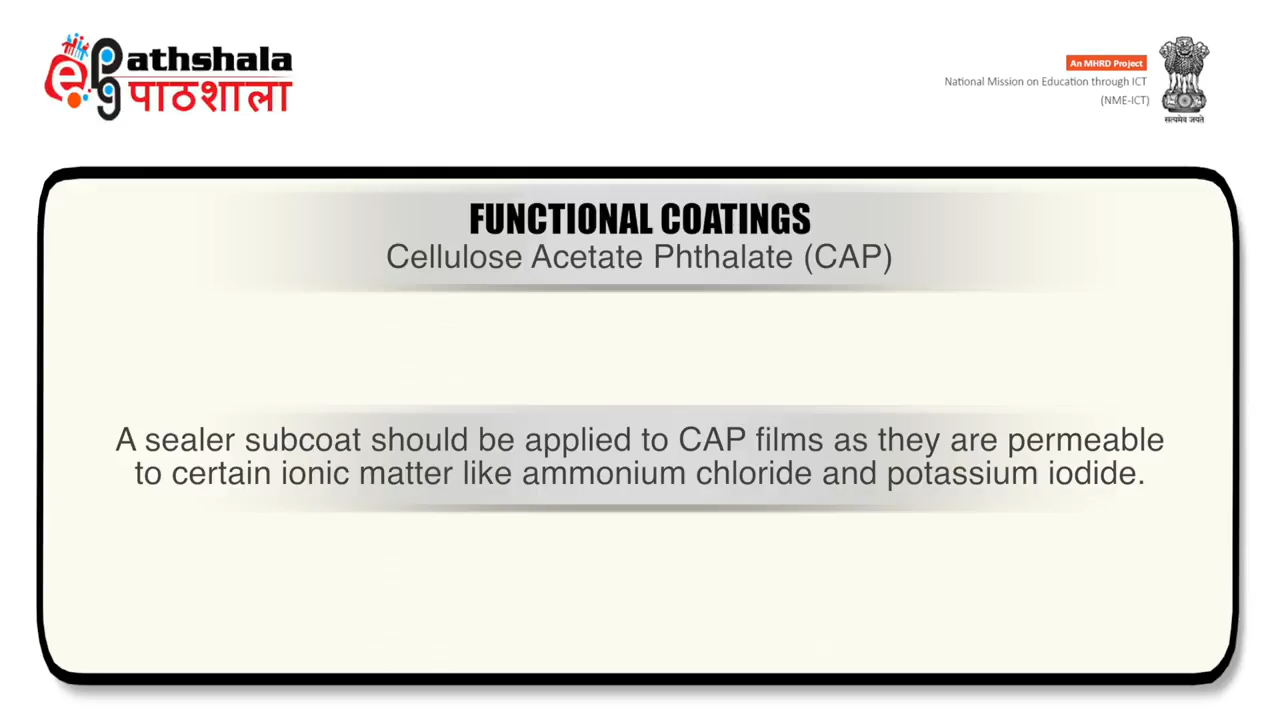 ePathshala
pg पाठशाला
An MHRD Project
National Mission on Education through ICT
(NME-ICT)
सत्यमेव जयते
FUNCTIONAL COATINGS
Cellulose Acetate Phthalate (CAP)
A sealer subcoat should be applied to CAP films as they are permeable
to certain ionic matter like ammonium chloride and potassium iodide.